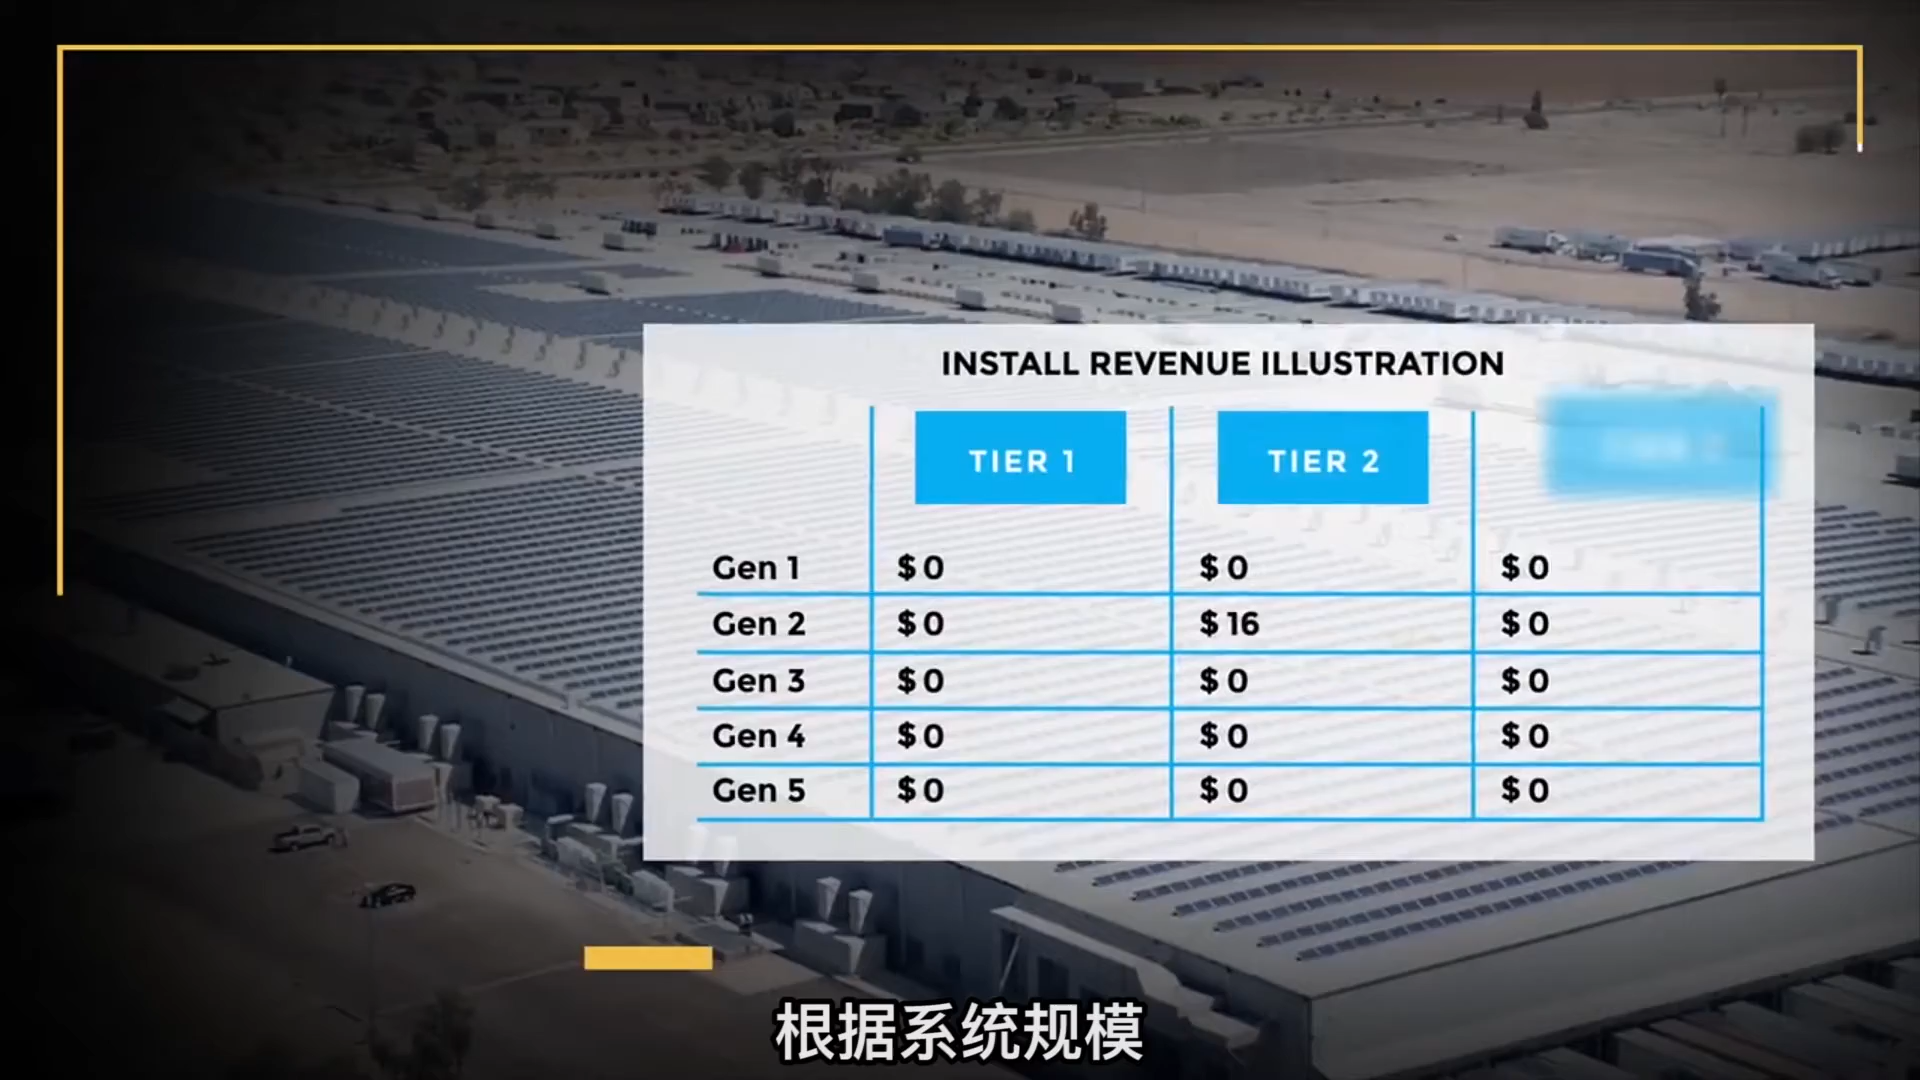 INSTALL REVENUE ILLUSTRATION
TIER 1 TIER 2
Gen 1 $0 $0 $0
Gen 2 $0 $16 $0
Gen 3 $0 $0 $0
Gen 4 $0 $0 $0
Gen 5 $0 $0 $0
根据系统规模